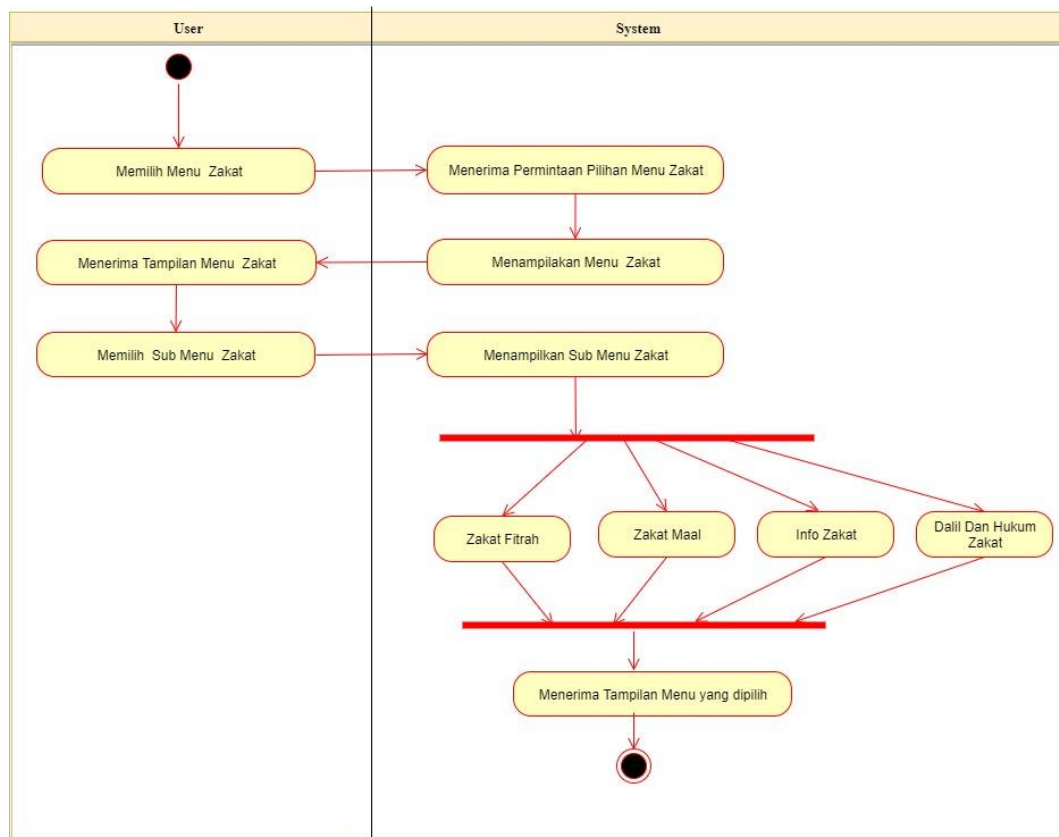 User
System
Memilih Menu Zakat
Menerima Permintaan Pilihan Menu Zakat
Menerima Tampilan Menu Zakat
Menampilakan Menu Zakat
Memilih Sub Menu Zakat
Menampilkan Sub Menu Zakat
Zakat Fitrah
Zakat Maal
Info Zakat
Dalil Dan Hukum
Zakat
Menerima Tampilan Menu yang dipilih